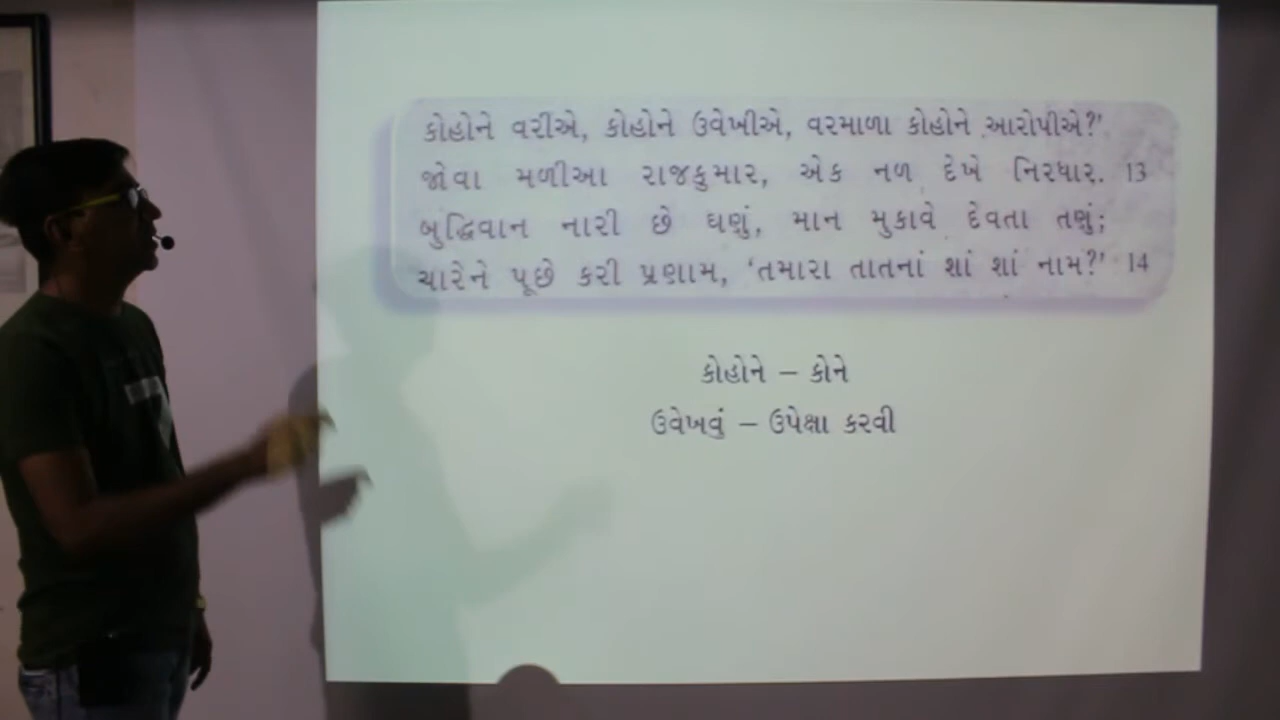 કોહોને વરીએ, કોહોને ઉવેખીએ, વરમાળા કોહોને આરોપીએ?'
જોવા મળીઆ રાજકુમાર, એક નળ દેખે નિરધાર. 13
બુદ્ધિવાન નારી છે ઘણું, માન મુકાવે દેવતા તણું;
ચારેને પૂછે કરી પ્રણામ, 'તમારા તાતનાં શાં શાં નામ?' 14
કોહોને – કોને
ઉવેખવું – ઉપેક્ષા કરવી